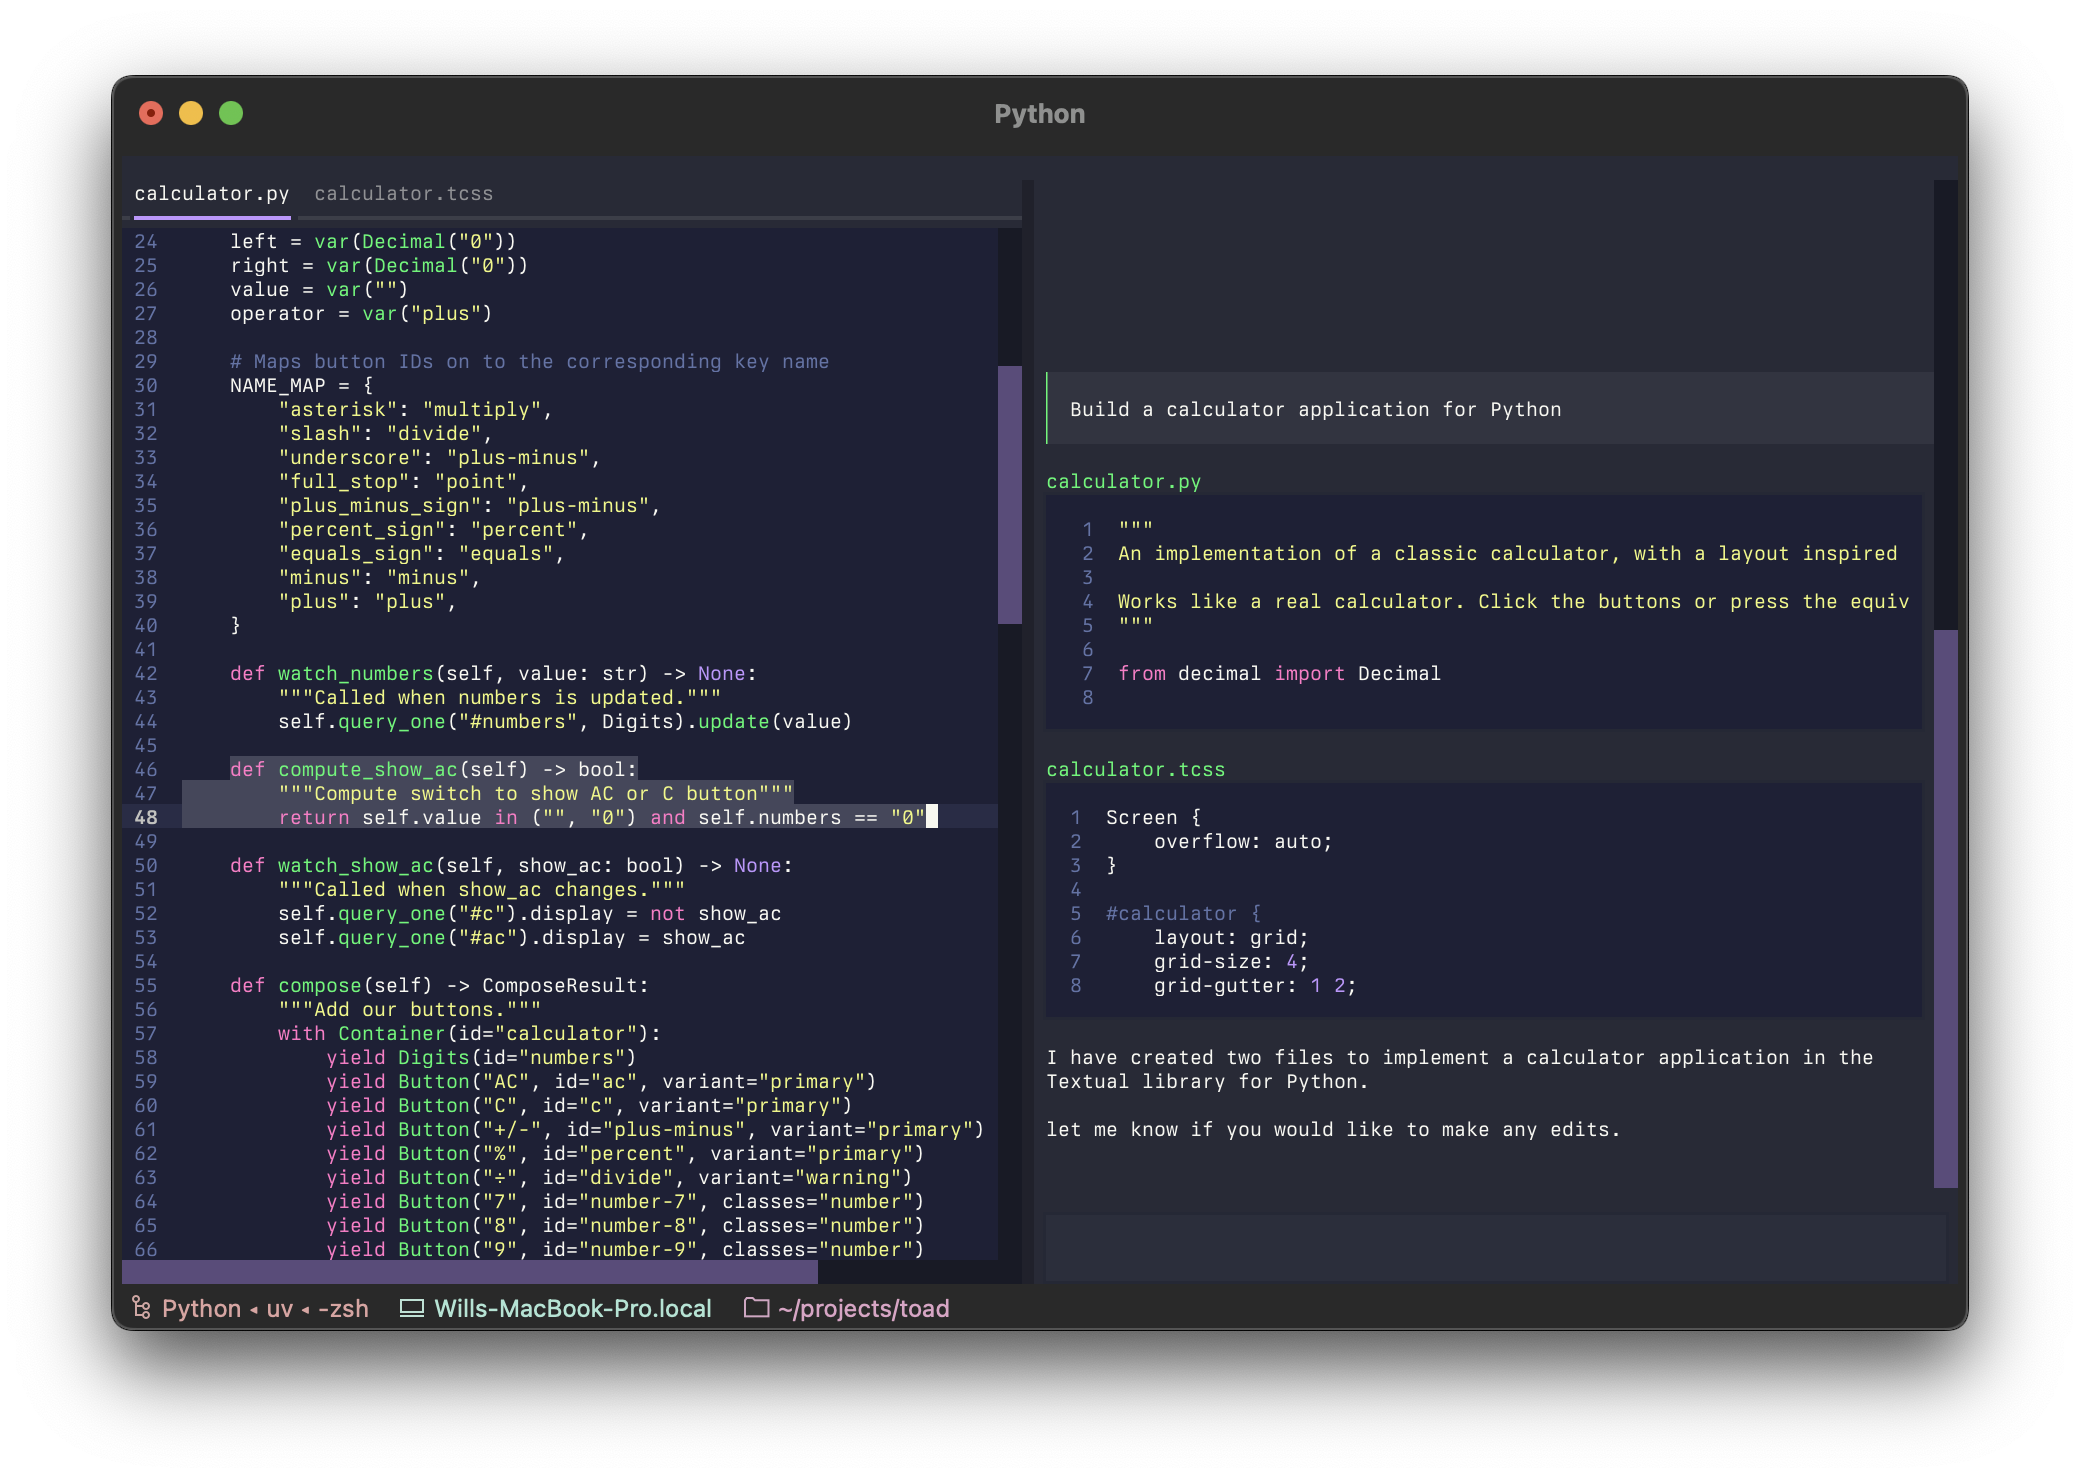 Python
calculator.py calculator.tcss
24 left = var(Decimal("0"))
25 right = var(Decimal("0"))
26 value = var("")
27 operator = var("plus")
28
29 # Maps button IDs on to the corresponding key name
30 NAME_MAP = {
31 "asterisk": "multiply",
32 "slash": "divide",
33 "underscore": "plus-minus",
34 "full_stop": "point",
35 "plus_minus_sign": "plus-minus",
36 "percent_sign": "percent",
37 "equals_sign": "equals",
38 "minus": "minus",
39 "plus": "plus",
40 }
41
42 def watch_numbers(self, value: str) -> None:
43 """Called when numbers is updated."""
44 self.query_one("#numbers", Digits).update(value)
45
46 def compute_show_ac(self) -> bool:
47 """Compute switch to show AC or C button"""
48 return self.value in ("", "0") and self.numbers == "0"
49
50 def watch_show_ac(self, show_ac: bool) -> None:
51 """Called when show_ac changes."""
52 self.query_one("#c").display = not show_ac
53 self.query_one("#ac").display = show_ac
54
55 def compose(self) -> ComposeResult:
56 """Add our buttons."""
57 with Container(id="calculator"):
58 yield Digits(id="numbers")
59 yield Button("AC", id="ac", variant="primary")
60 yield Button("C", id="c", variant="primary")
61 yield Button("+/-", id="plus-minus", variant="primary")
62 yield Button("%", id="percent", variant="primary")
63 yield Button("÷", id="divide", variant="warning")
64 yield Button("7", id="number-7", classes="number")
65 yield Button("8", id="number-8", classes="number")
66 yield Button("9", id="number-9", classes="number")
Build a calculator application for Python
calculator.py
1 """
2 An implementation of a classic calculator, with a layout inspired
3
4 Works like a real calculator. Click the buttons or press the equiv
5 """
6
7 from decimal import Decimal
8
calculator.tcss
1 Screen {
2 overflow: auto;
3 }
4
5 #calculator {
6 layout: grid;
7 grid-size: 4;
8 grid-gutter: 1 2;
I have created two files to implement a calculator application in the
Textual library for Python.
let me know if you would like to make any edits.
Python ◂ uv ◂ -zsh Wills-MacBook-Pro.local ~/projects/toad